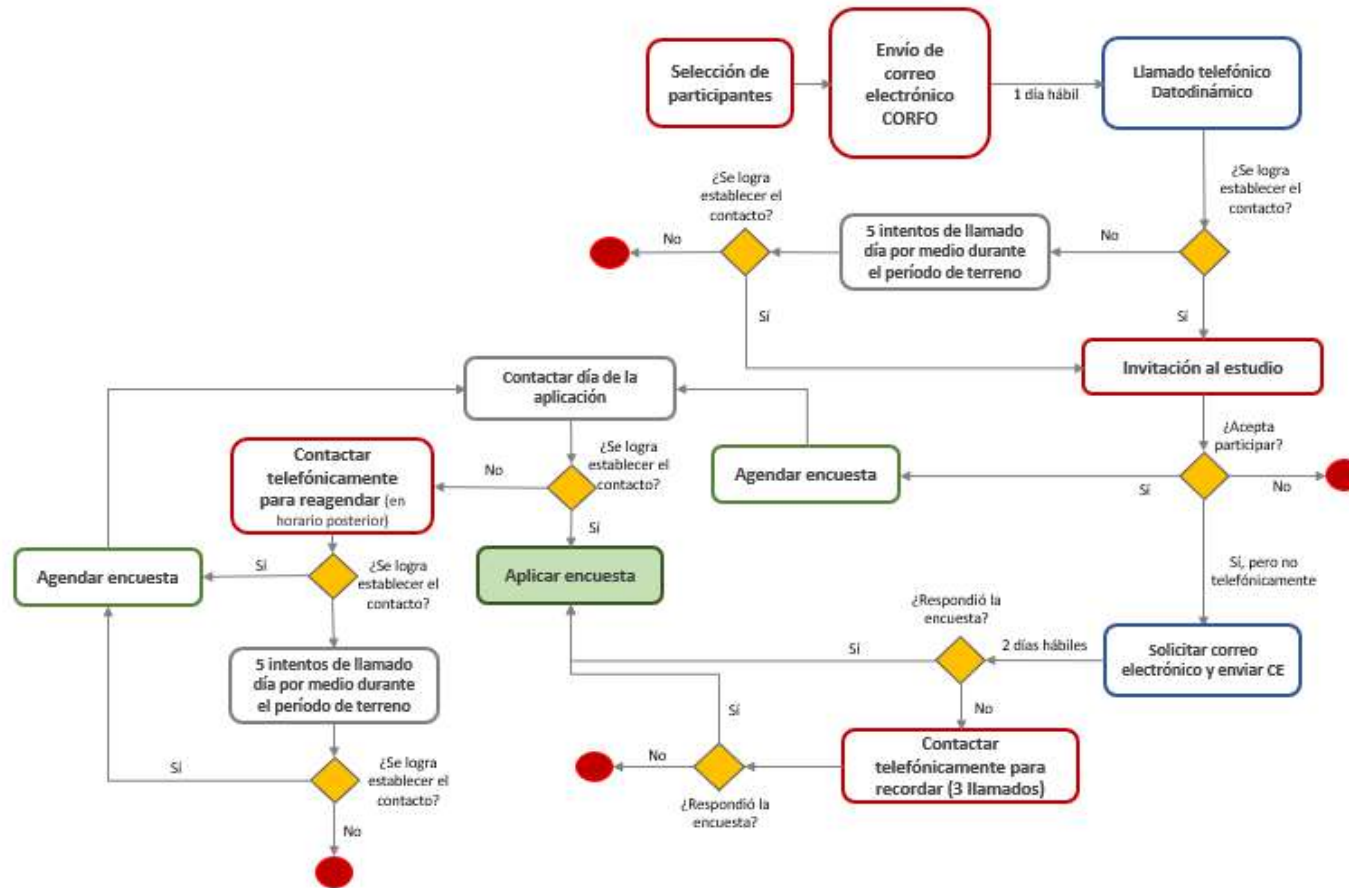 Selección de
participantes
Envío de
correo
electrónico
CORFO
1 día hábil
Llamado telefónico
Datodinámico
¿Se logra
establecer el
contacto?
¿Se logra
establecer el
contacto?
No
5 intentos de llamado
día por medio durante
el período de terreno
No
Sí
Sí
Invitación al estudio
¿Acepta
participar?
No
Sí
Agendar encuesta
Contactar día de la
aplicación
¿Se logra
establecer el
contacto?
No
Sí
Contactar
telefónicamente
para reagendar (en
horario posterior)
Aplicar encuesta
Agendar encuesta
Sí
¿Se logra
establecer el
contacto?
Sí, pero no
telefónicamente
Solicitar correo
electrónico y enviar CE
2 días hábiles
¿Respondió la
encuesta?
Sí
No
5 intentos de llamado
día por medio durante
el período de terreno
Contactar
telefónicamente para
recordar (3 llamados)
Sí
No
¿Respondió la
encuesta?
Sí
¿Se logra
establecer el
contacto?
No